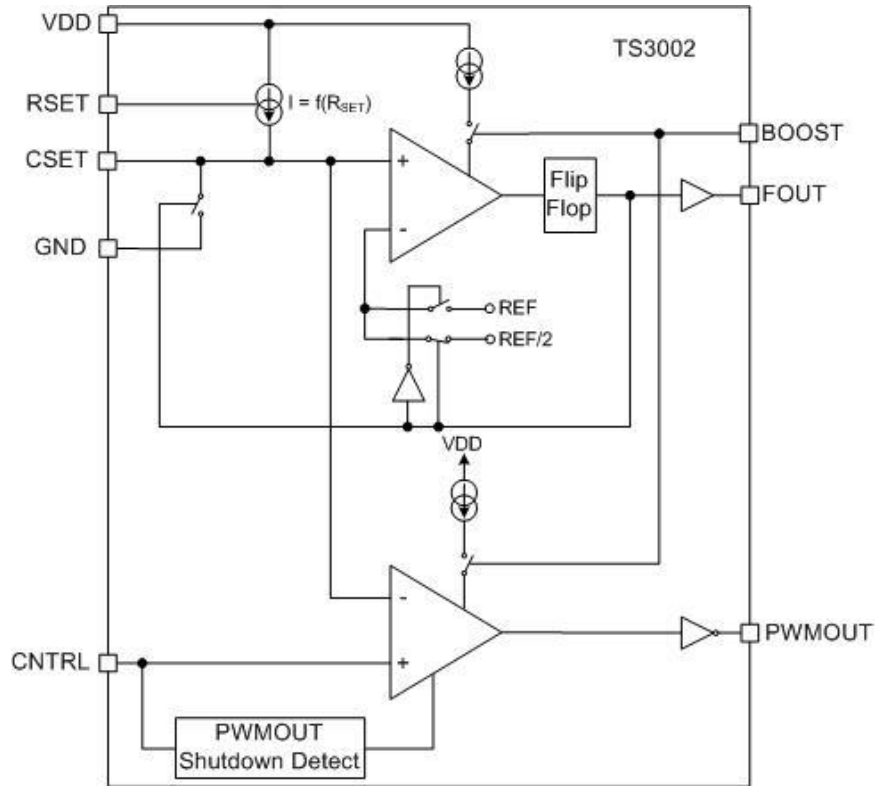 VDD
TS3002
RSET
I = f(RSET)
CSET
BOOST
+
Flip
Flop
FOUT
-
GND
REF
REF/2
VDD
-
PWMOUT
CNTRL
+
PWMOUT
Shutdown Detect